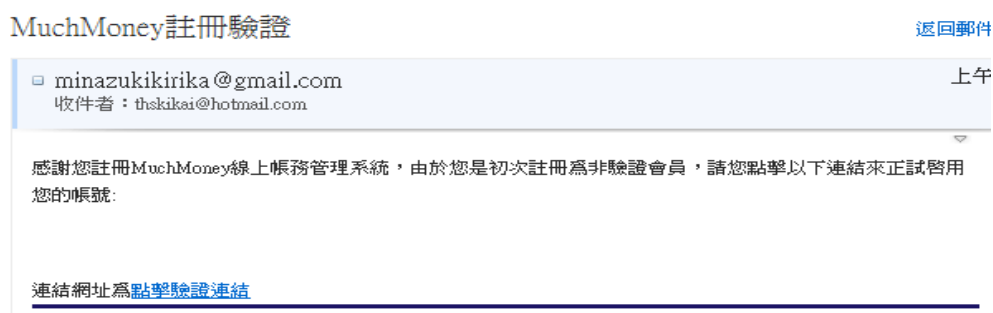 MuchMoney註冊驗證
返回郵件
minazukikirika@gmail.com
上午
收件者：thskikai@hotmail.com
感謝您註冊MuchMoney線上帳務管理系統，由於您是初次註冊為非驗證會員，請您點擊以下連結來正試啓用
您的帳號:
連結網址為點擊驗證連結